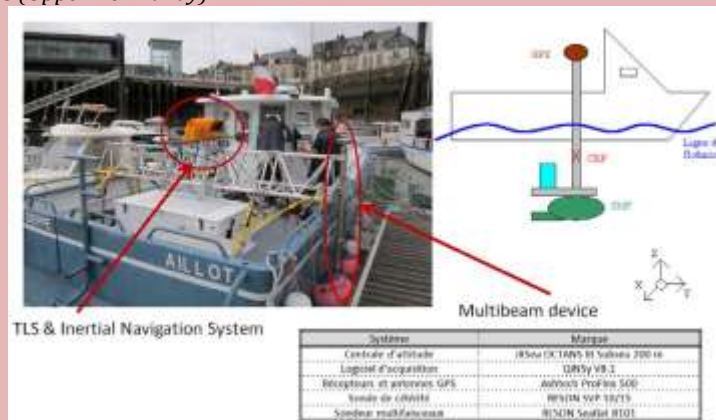 AILLOT
GPS
CRP
Ligne de
flottaison
X
Z
Y
TLS & Inertial Navigation System
Multibeam device
Système Marque
Centrale d'attitude IXSea OCTANS III Subsea 200 m
Logiciel d'acquisition QINSy V8.1
Récepteurs et antennes GPS Ashtech ProFlex 500
Sonde de célérité RESON SVP 10/15
Sondeur multifaisceaux RESON SeaBat 8101